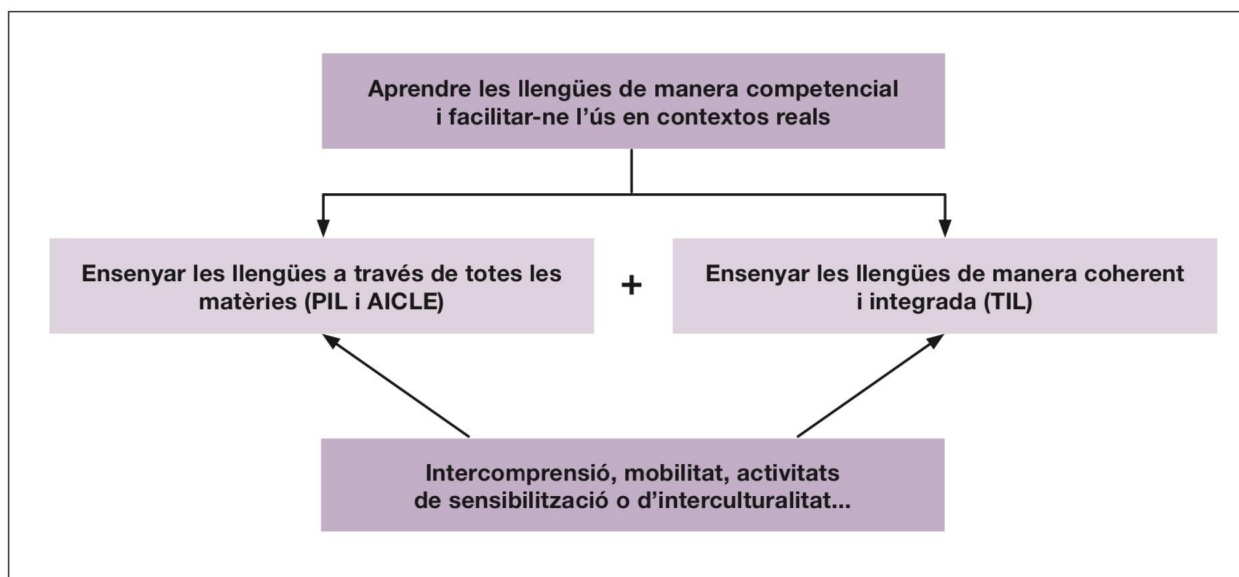 Aprendre les llengües de manera competencial
i facilitar-ne l’ús en contextos reals
Ensenyar les llengües a través de totes les
matèries (PIL i AICLE)
+
Ensenyar les llengües de manera coherent
i integrada (TIL)
Intercomprensió, mobilitat, activitats
de sensibilització o d’interculturalitat...